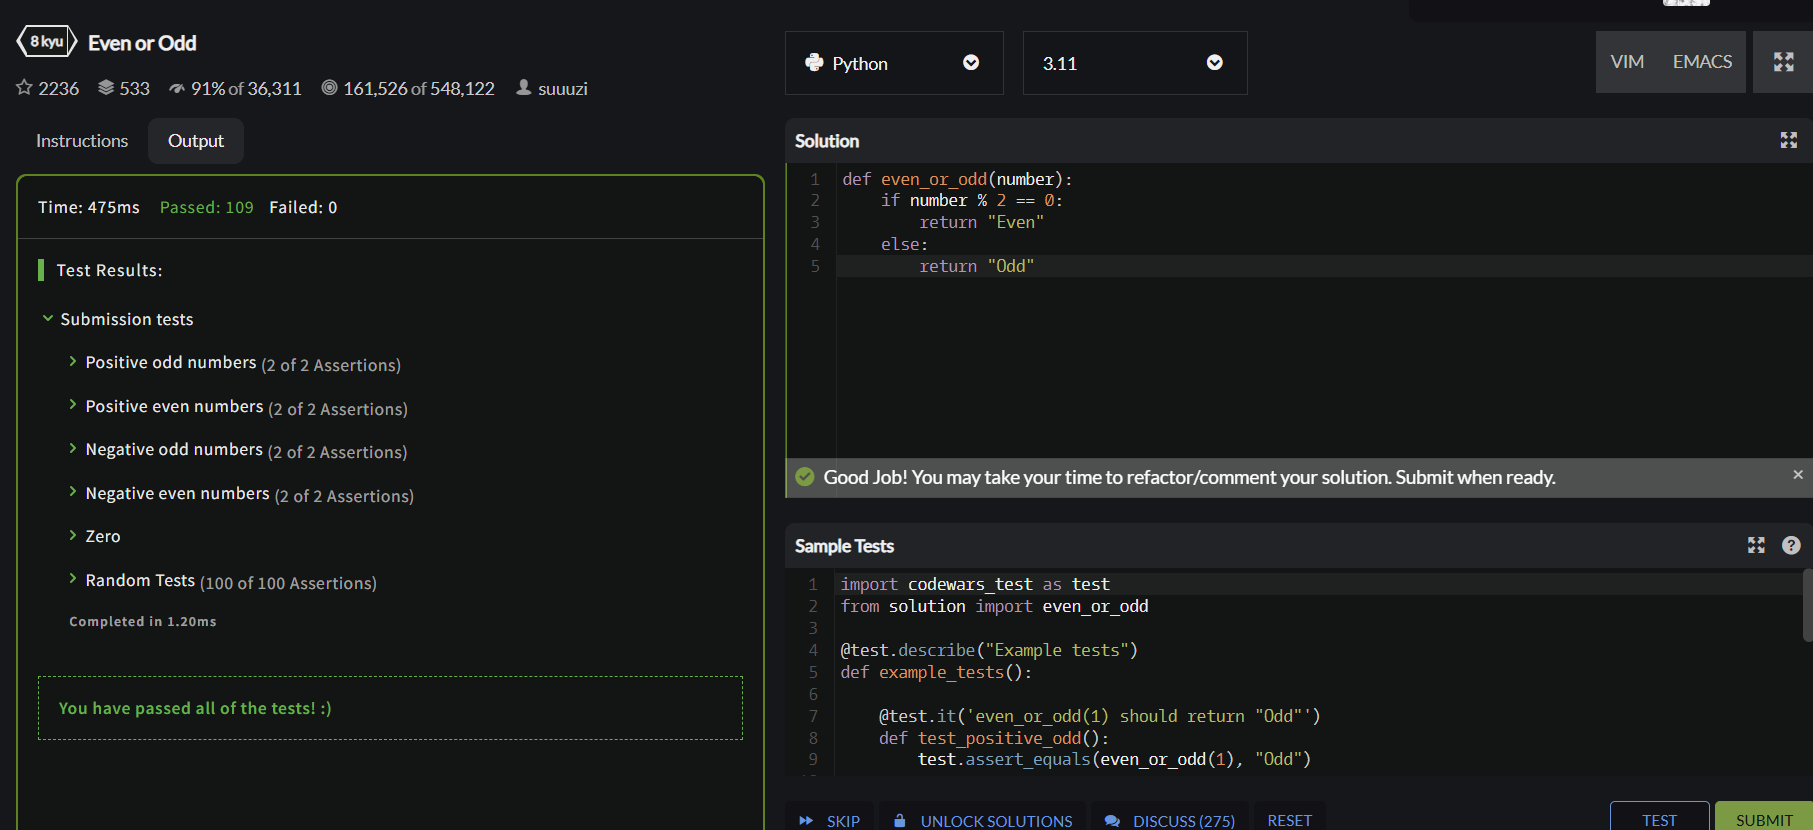 8 kyu Even or Odd
2236 533 91% of 36,311 161,526 of 548,122 suuuzi
Instructions Output
Time: 475ms Passed: 109 Failed: 0
Test Results:
Submission tests
Positive odd numbers (2 of 2 Assertions)
Positive even numbers (2 of 2 Assertions)
Negative odd numbers (2 of 2 Assertions)
Negative even numbers (2 of 2 Assertions)
Zero
Random Tests (100 of 100 Assertions)
Completed in 1.20ms
You have passed all of the tests! :)
Python 3.11 VIM EMACS
Solution
1 def even_or_odd(number):
2     if number % 2 == 0:
3         return "Even"
4     else:
5         return "Odd"
Good Job! You may take your time to refactor/comment your solution. Submit when ready. ×
Sample Tests ?
1 import codewars_test as test
2 from solution import even_or_odd
3
4 @test.describe("Example tests")
5 def example_tests():
6
7     @test.it('even_or_odd(1) should return "Odd"')
8     def test_positive_odd():
9         test.assert_equals(even_or_odd(1), "Odd")
SKIP UNLOCK SOLUTIONS DISCUSS (275) RESET TEST SUBMIT